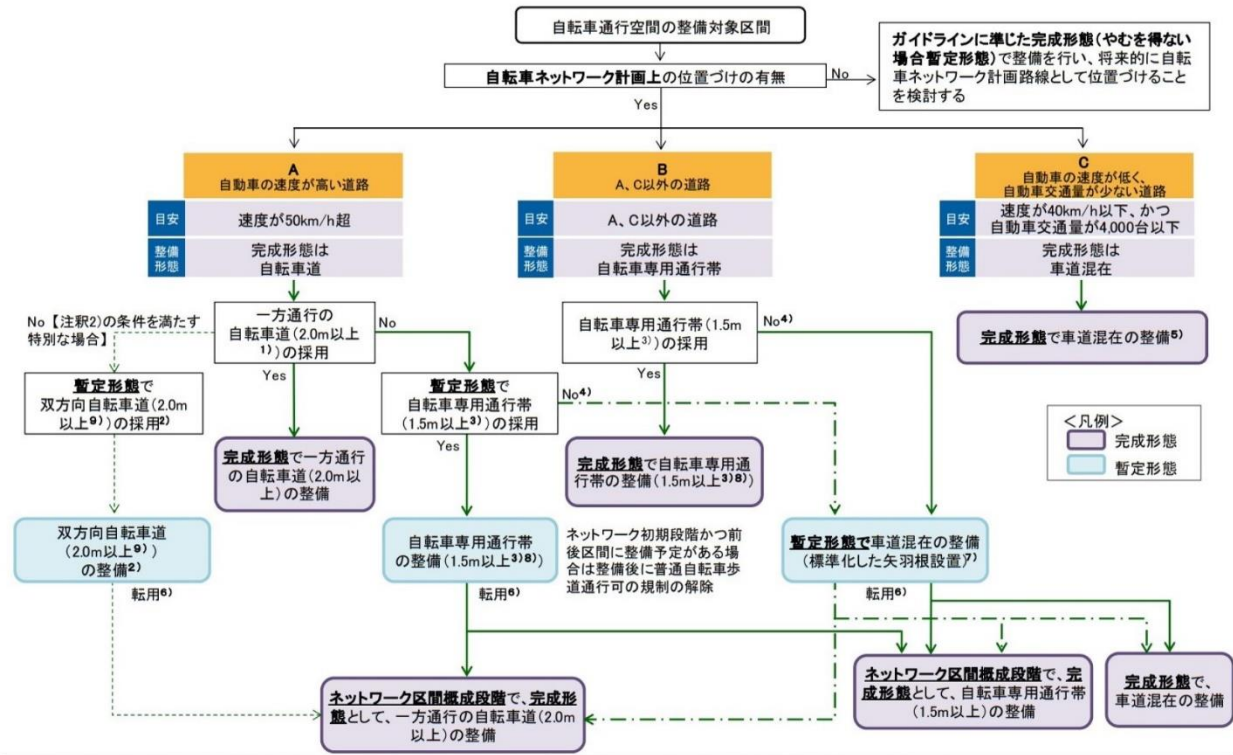 自転車通行空間の整備対象区間
自転車ネットワーク計画上の位置づけの有無
No
ガイドラインに準じた完成形態(やむを得ない
場合暫定形態)で整備を行い、将来的に自転
車ネットワーク計画路線として位置づけること
を検討する
Yes
A
自動車の速度が高い道路
目安
速度が50km/h超
整備
形態
完成形態は
自転車道
B
A、C以外の道路
目安
A、C以外の道路
整備
形態
完成形態は
自転車専用通行帯
C
自動車の速度が低く、
自動車交通量が少ない道路
目安
速度が40km/h以下、かつ
自動車交通量が4,000台以下
整備
形態
完成形態は
車道混在
No【注釈2)の条件を満たす
特別な場合】
一方通行の
自転車道(2.0m以上
1))の採用
No
Yes
自転車専用通行帯(1.5m
以上3))の採用
No4)
Yes
完成形態で車道混在の整備5)
暫定形態で
双方向自転車道(2.0m
以上9))の採用2)
暫定形態で
自転車専用通行帯
(1.5m以上3))の採用
No4)
Yes
<凡例>
完成形態
暫定形態
完成形態で一方通行
の自転車道(2.0m以
上)の整備
完成形態で自転車専用通
行帯の整備(1.5m以上3)8))
双方向自転車道
(2.0m以上9))
の整備2)
転用6)
自転車専用通行帯
の整備(1.5m以上3)8))
転用6)
ネットワーク初期段階かつ前
後区間に整備予定がある場
合は整備後に普通自転車歩
道通行可の規制の解除
暫定形態で車道混在の整備
(標準化した矢羽根設置)7)
転用6)
ネットワーク区間概成段階で、完成形
態として、一方通行の自転車道(2.0m
以上)の整備
ネットワーク区間概成段階で、完
成形態として、自転車専用通行帯
(1.5m以上)の整備
完成形態で、
車道混在の整備